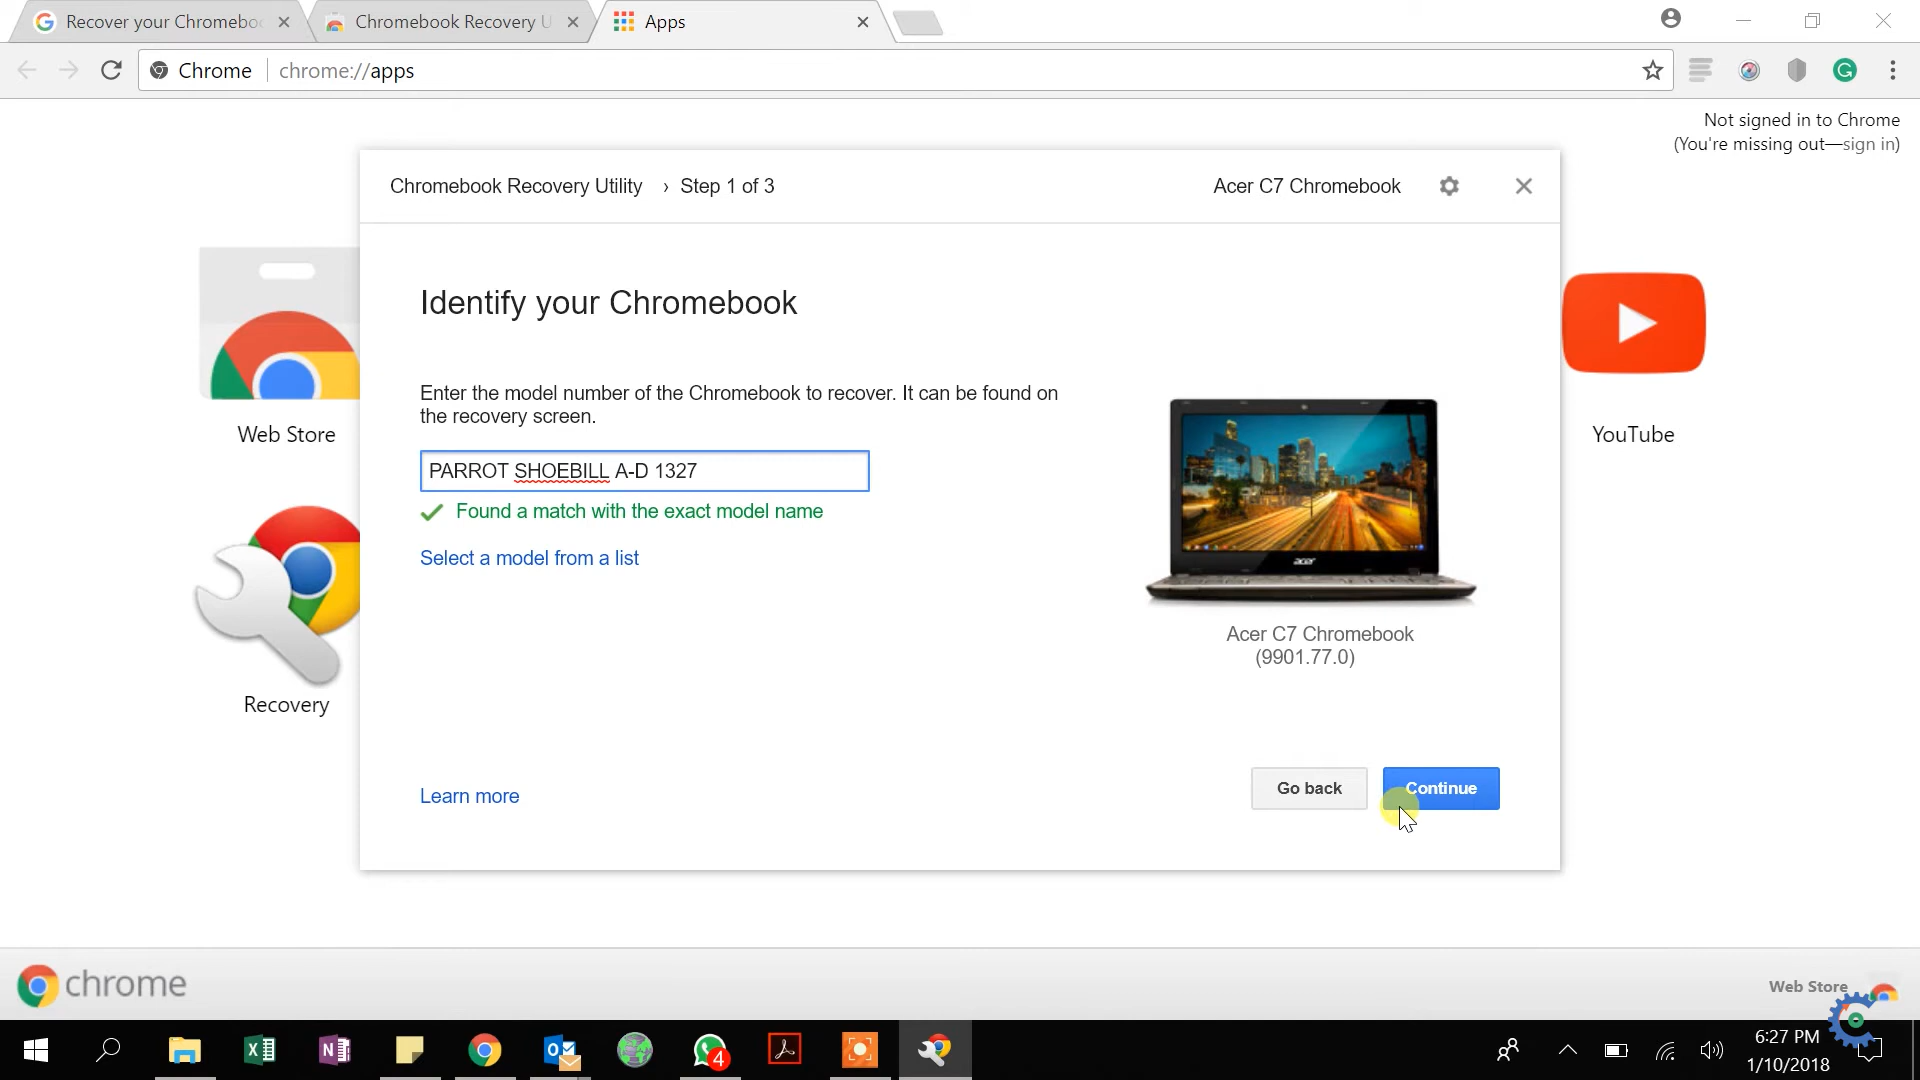 Recover your Chromeboo
Chromebook Recovery U
Apps
Chrome
chrome://apps
Not signed in to Chrome
(You're missing out—sign in)
Chromebook Recovery Utility › Step 1 of 3
Acer C7 Chromebook
Identify your Chromebook
Enter the model number of the Chromebook to recover. It can be found on
the recovery screen.
PARROT SHOEBILL A-D 1327
Found a match with the exact model name
Select a model from a list
acer
Acer C7 Chromebook
(9901.77.0)
Web Store
YouTube
Recovery
Learn more
Go back
Continue
chrome
Web Store
4
6:27 PM
1/10/2018